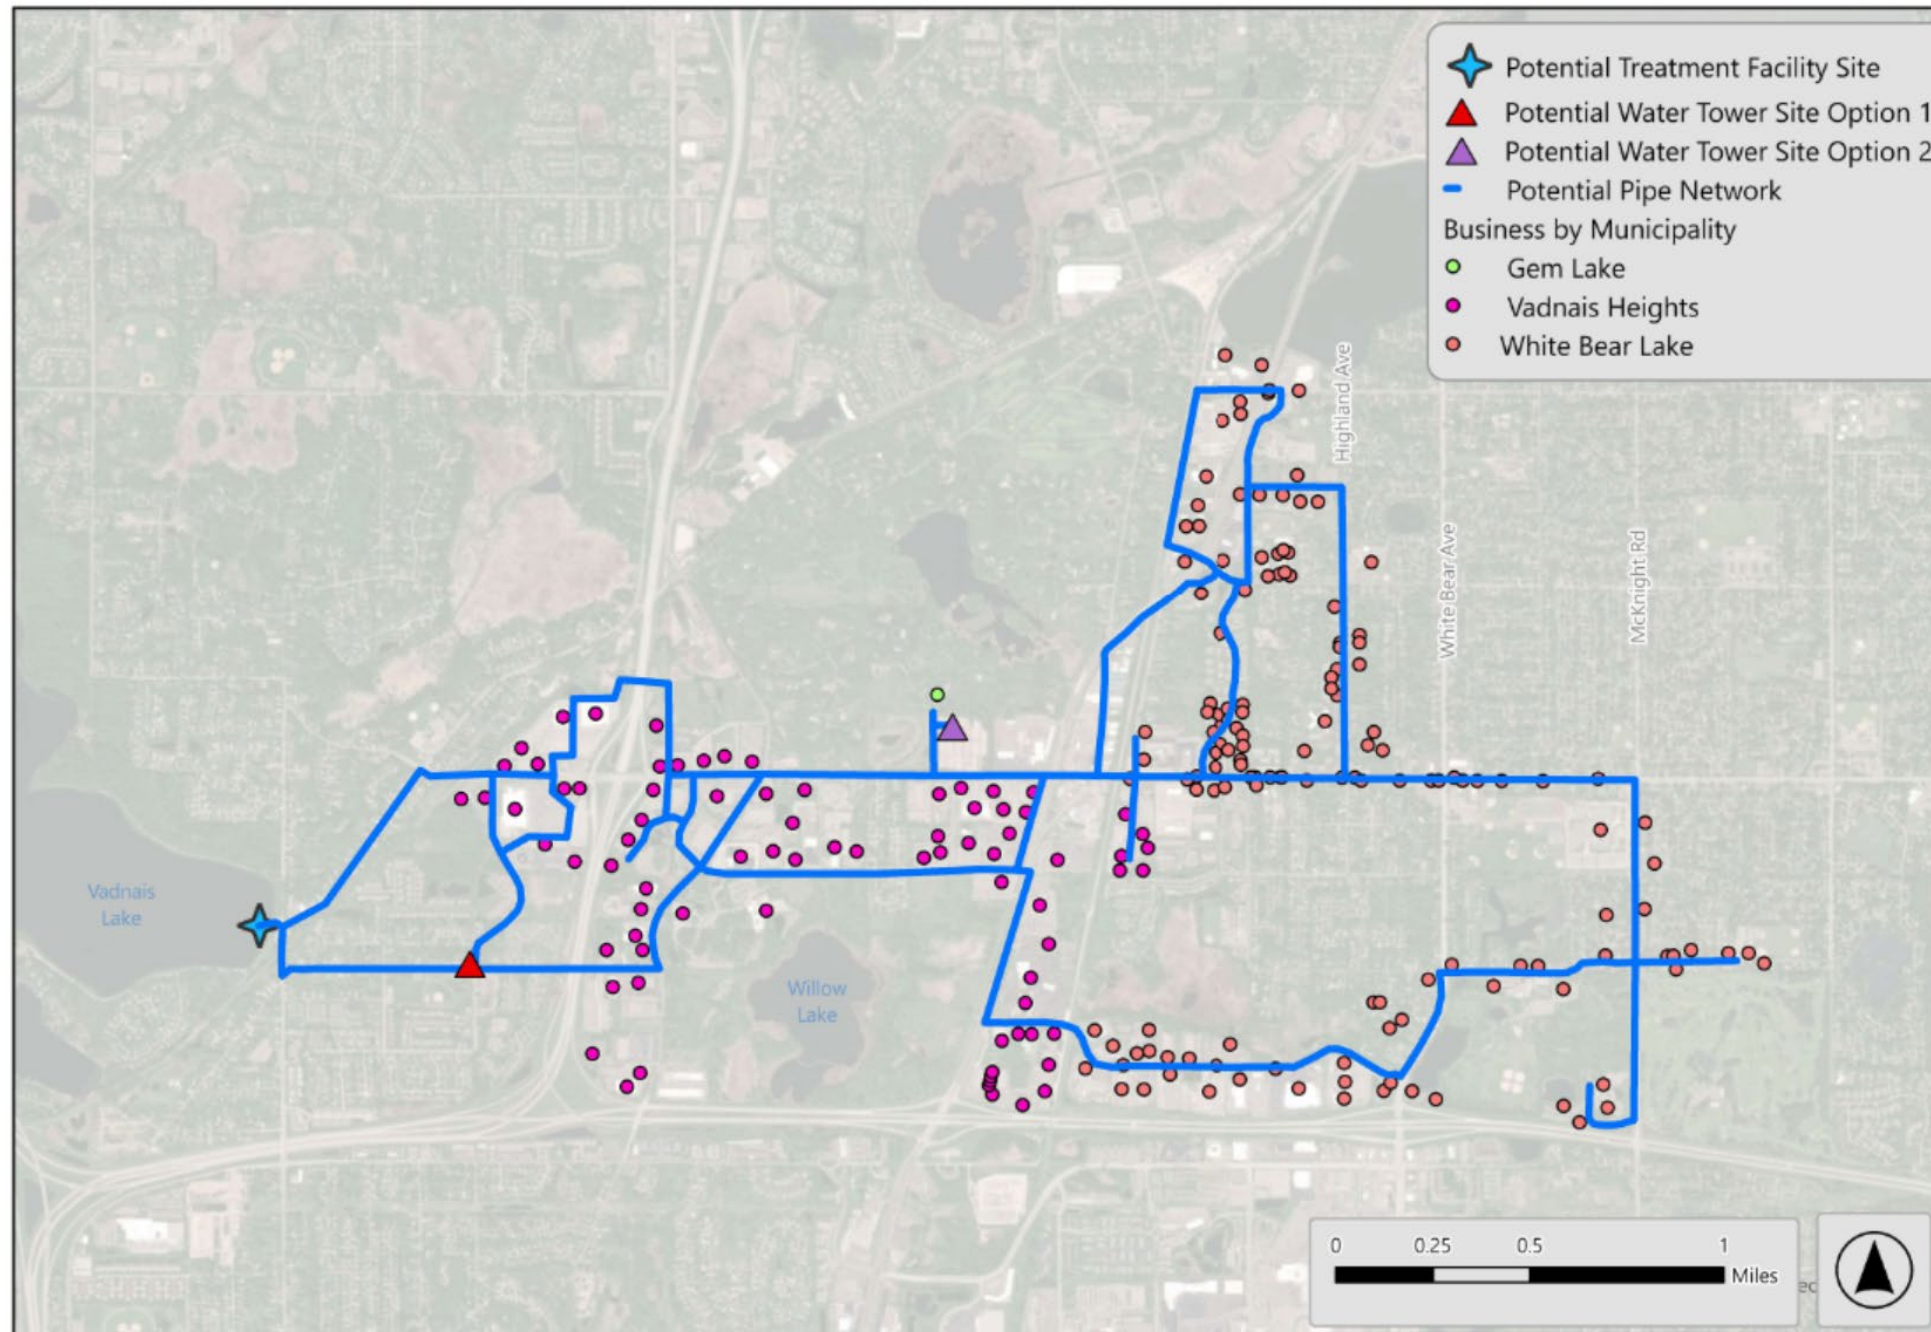 Potential Treatment Facility Site
Potential Water Tower Site Option 1
Potential Water Tower Site Option 2
Potential Pipe Network
Business by Municipality
Gem Lake
Vadnais Heights
White Bear Lake
Highland Ave
White Bear Ave
McKnight Rd
Vadnais
Lake
Willow
Lake
0 0.25 0.5 1
Miles